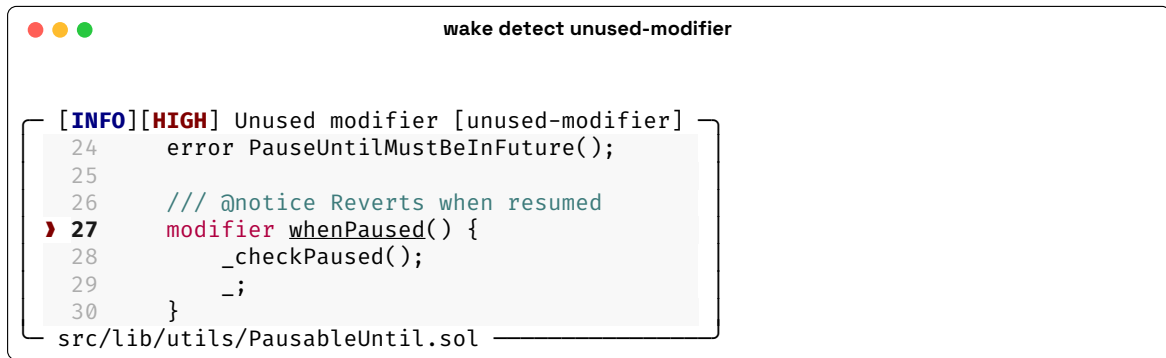 wake detect unused-modifier
[INFO][HIGH] Unused modifier [unused-modifier]
24 error PauseUntilMustBeInFuture();
25
26 /// @notice Reverts when resumed
❱ 27 modifier whenPaused() {
28 _checkPaused();
29 _;
30 }
src/lib/utils/PausableUntil.sol